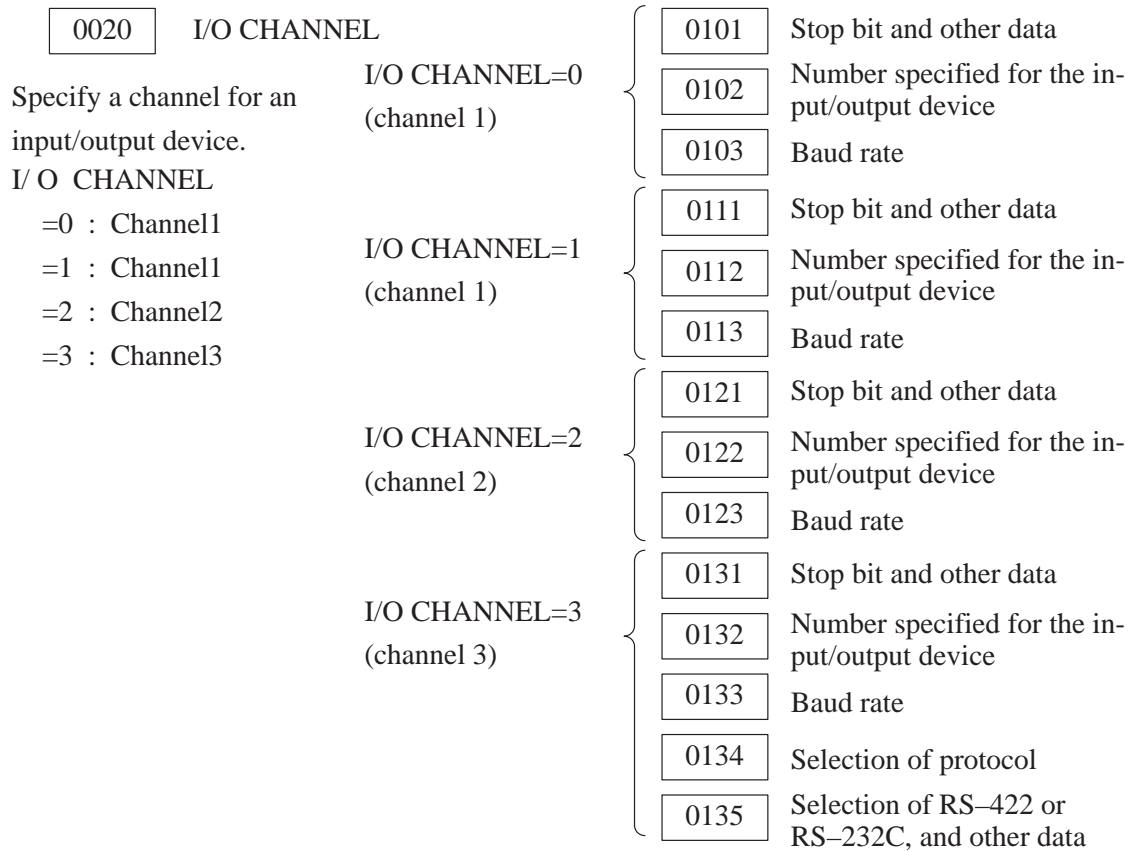 0020 I/O CHANNEL
Specify a channel for an
input/output device.
I/ O CHANNEL
=0 : Channel1
=1 : Channel1
=2 : Channel2
=3 : Channel3
I/O CHANNEL=0
(channel 1)
0101 Stop bit and other data
0102 Number specified for the in-
put/output device
0103 Baud rate
I/O CHANNEL=1
(channel 1)
0111 Stop bit and other data
0112 Number specified for the in-
put/output device
0113 Baud rate
I/O CHANNEL=2
(channel 2)
0121 Stop bit and other data
0122 Number specified for the in-
put/output device
0123 Baud rate
I/O CHANNEL=3
(channel 3)
0131 Stop bit and other data
0132 Number specified for the in-
put/output device
0133 Baud rate
0134 Selection of protocol
0135 Selection of RS–422 or
RS–232C, and other data